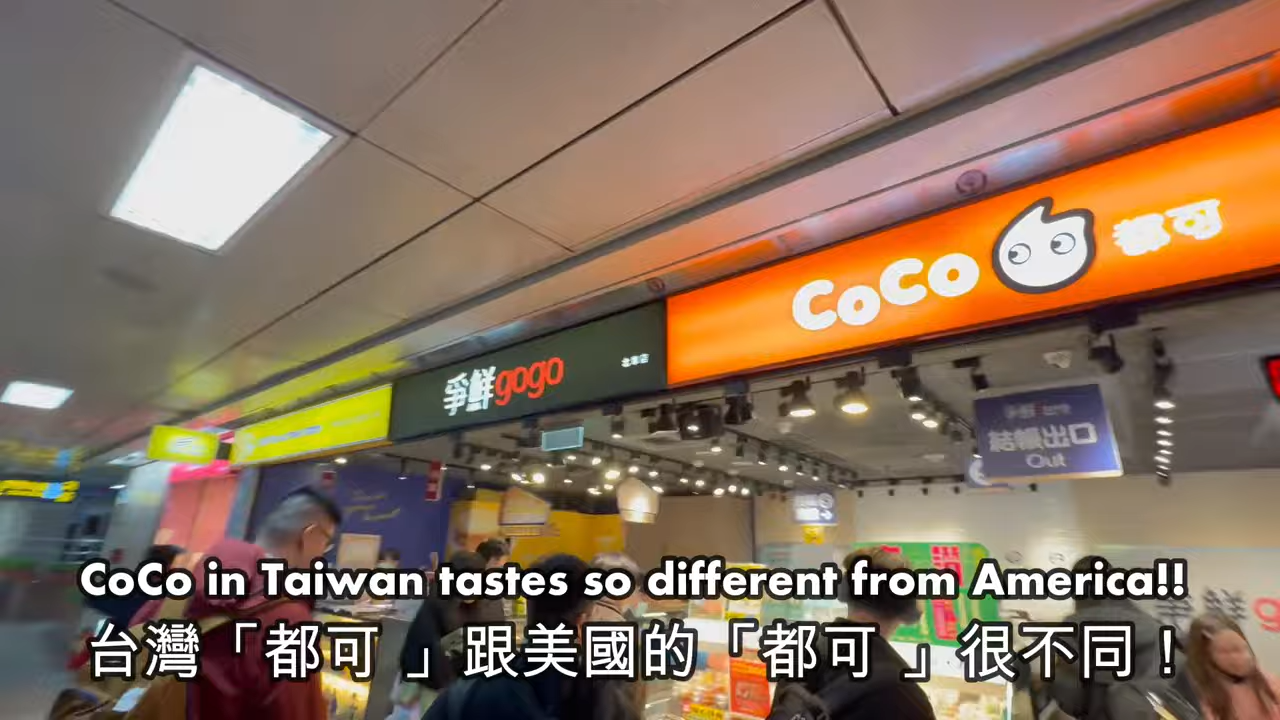 CoCo 都可
爭鮮gogo
結帳出口
Out
CoCo in Taiwan tastes so different from America!!
台灣「都可 」跟美國的「都可 」很不同！